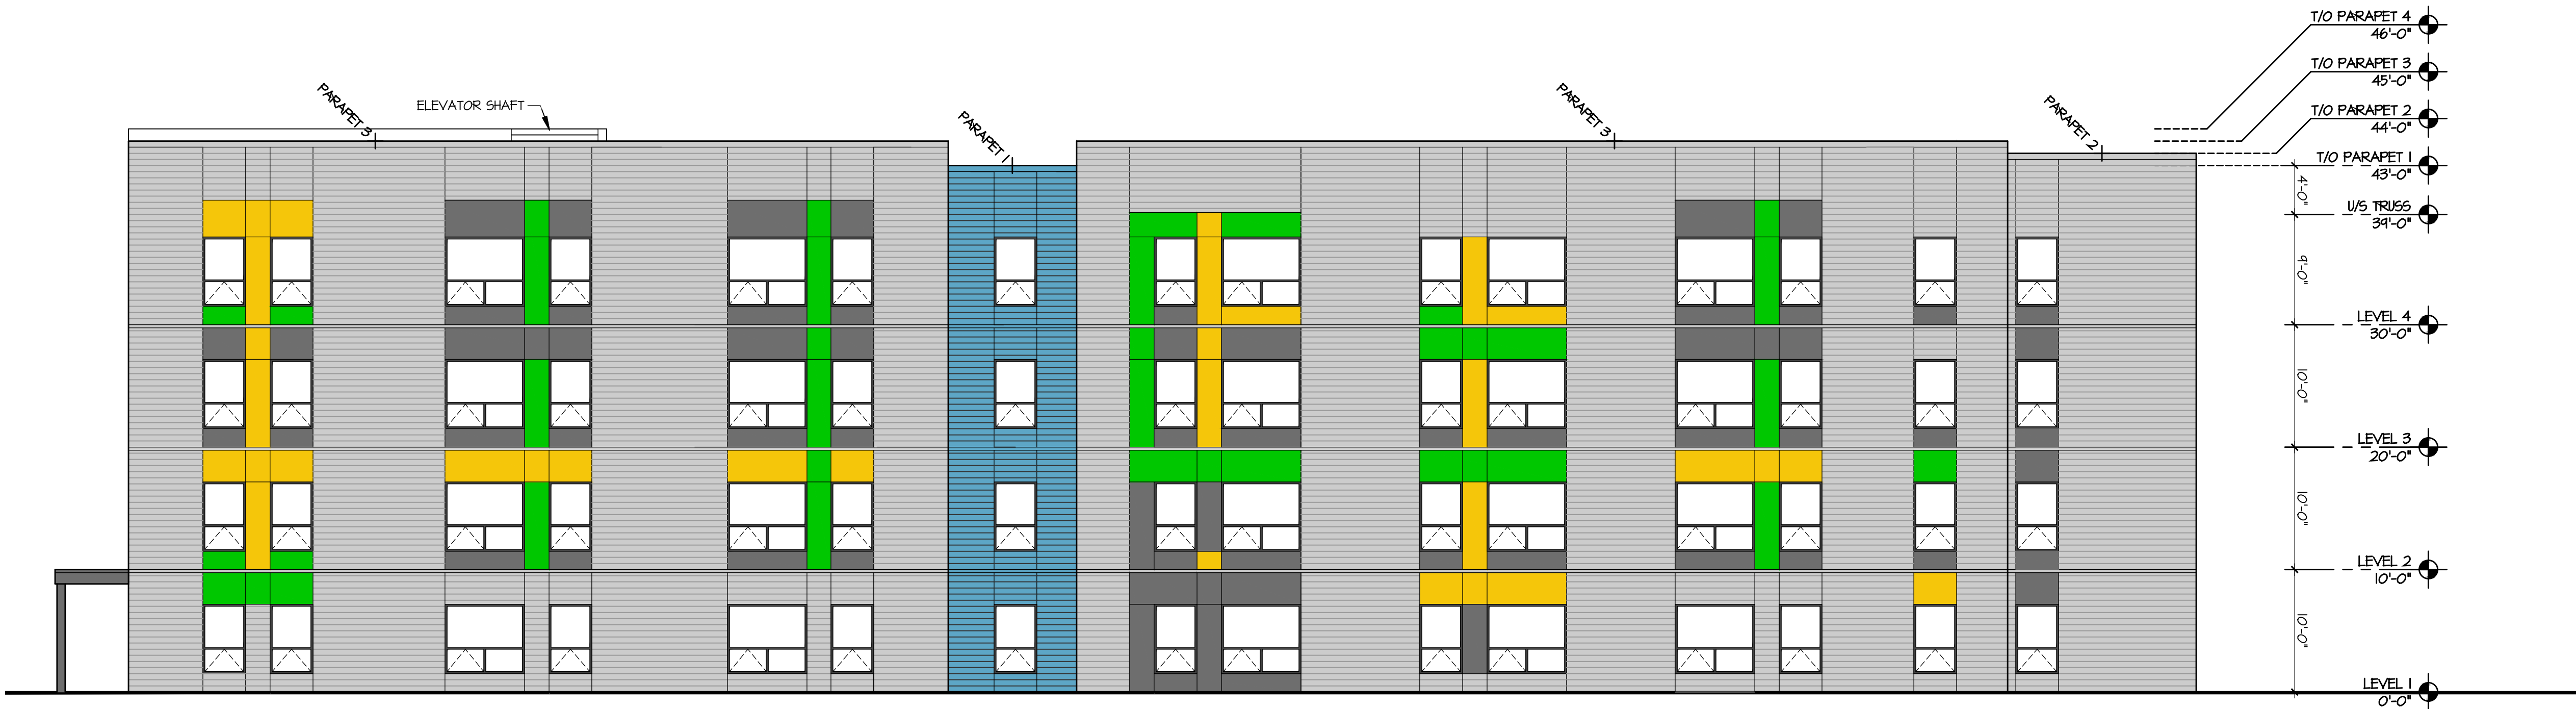 T/O PARAPET 4
46'-0"
T/O PARAPET 3
45'-0"
T/O PARAPET 2
44'-0"
T/O PARAPET 1
43'-0"
PARAPET 3
ELEVATOR SHAFT
PARAPET 1
PARAPET 3
PARAPET 2
4'-0"
U/S TRUSS
39'-0"
9'-0"
LEVEL 4
30'-0"
10'-0"
LEVEL 3
20'-0"
10'-0"
LEVEL 2
10'-0"
10'-0"
LEVEL 1
0'-0"